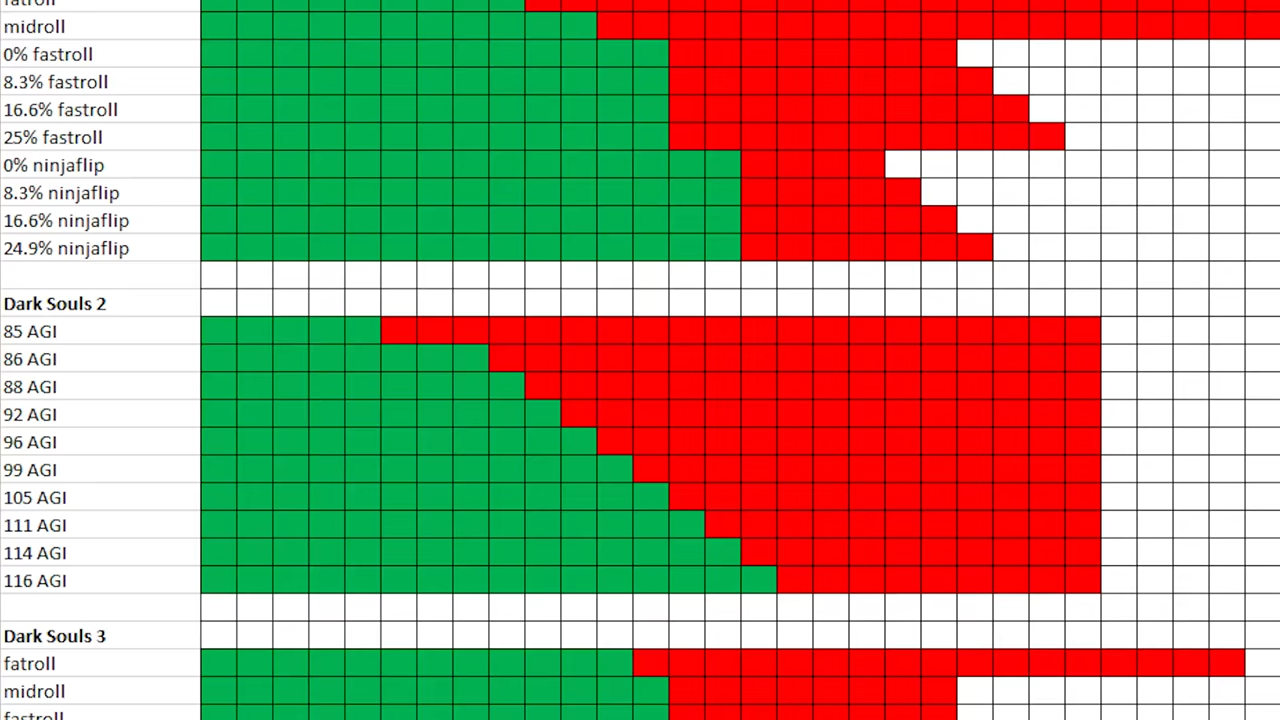 fatroll
midroll
0% fastroll
8.3% fastroll
16.6% fastroll
25% fastroll
0% ninjaflip
8.3% ninjaflip
16.6% ninjaflip
24.9% ninjaflip
Dark Souls 2
85 AGI
86 AGI
88 AGI
92 AGI
96 AGI
99 AGI
105 AGI
111 AGI
114 AGI
116 AGI
Dark Souls 3
fatroll
midroll
fastroll